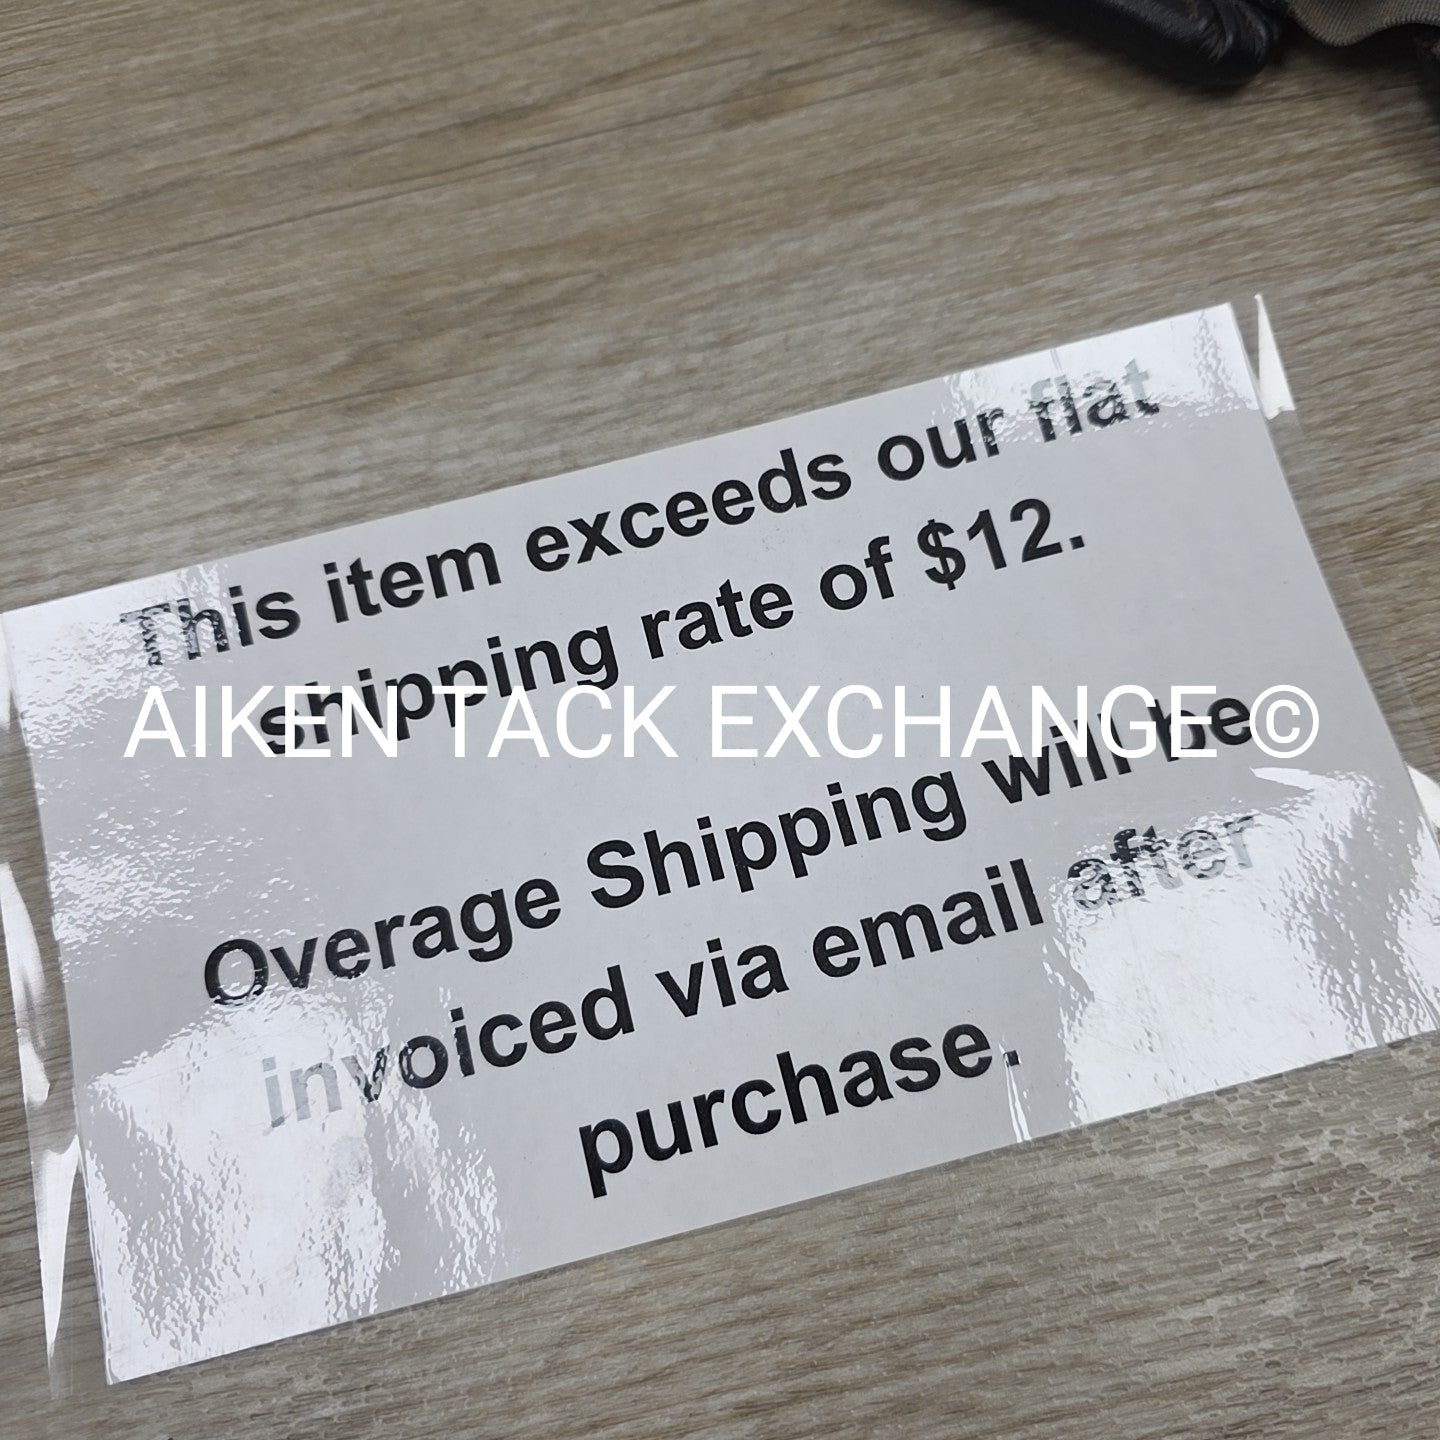 This item exceeds our flat
shipping rate of $12.
AIKEN TACK EXCHANGE ©
Overage Shipping will be
invoiced via email after
purchase.